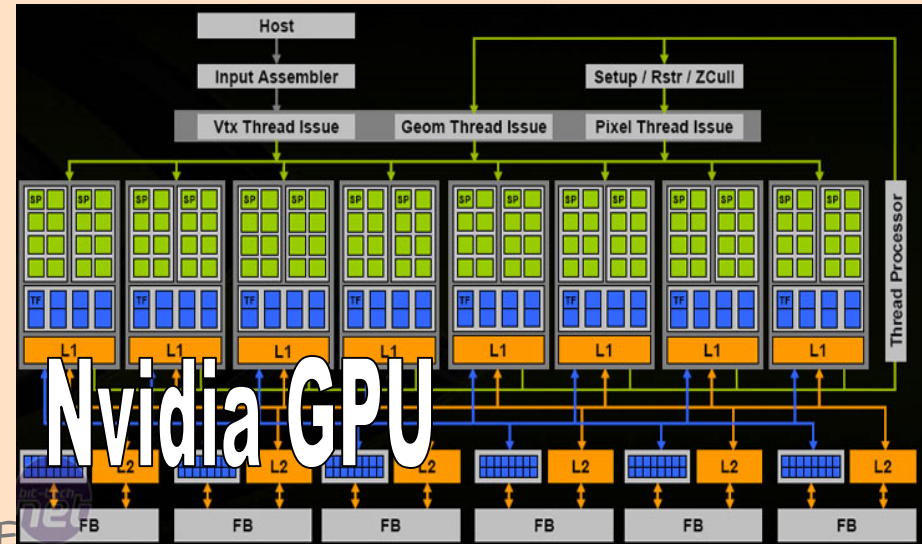 Host
Input Assembler
Setup / Rstr / ZCull
Vtx Thread Issue Geom Thread Issue Pixel Thread Issue
SP SP SP SP SP SP SP SP SP SP SP SP SP SP SP SP
Thread Processor
TF TF TF TF TF TF TF TF
L1 L1 L1 L1 L1 L1 L1 L1
Nvidia GPU
L2 L2 L2 L2 L2 L2
bit-tech
net
FB FB FB FB FB FB